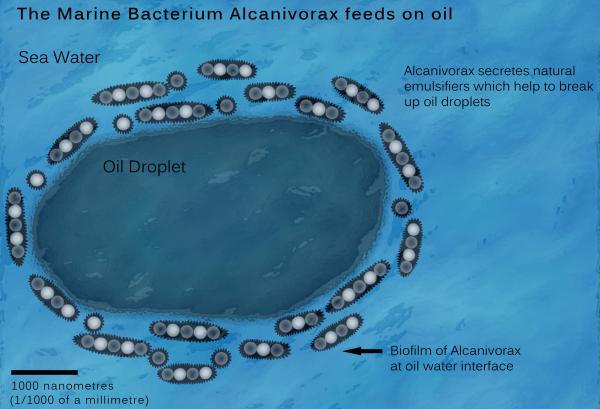 The Marine Bacterium Alcanivorax feeds on oil
Sea Water
Alcanivorax secretes natural
emulsifiers which help to break
up oil droplets
Oil Droplet
Biofilm of Alcanivorax
at oil water interface
1000 nanometres
(1/1000 of a millimetre)